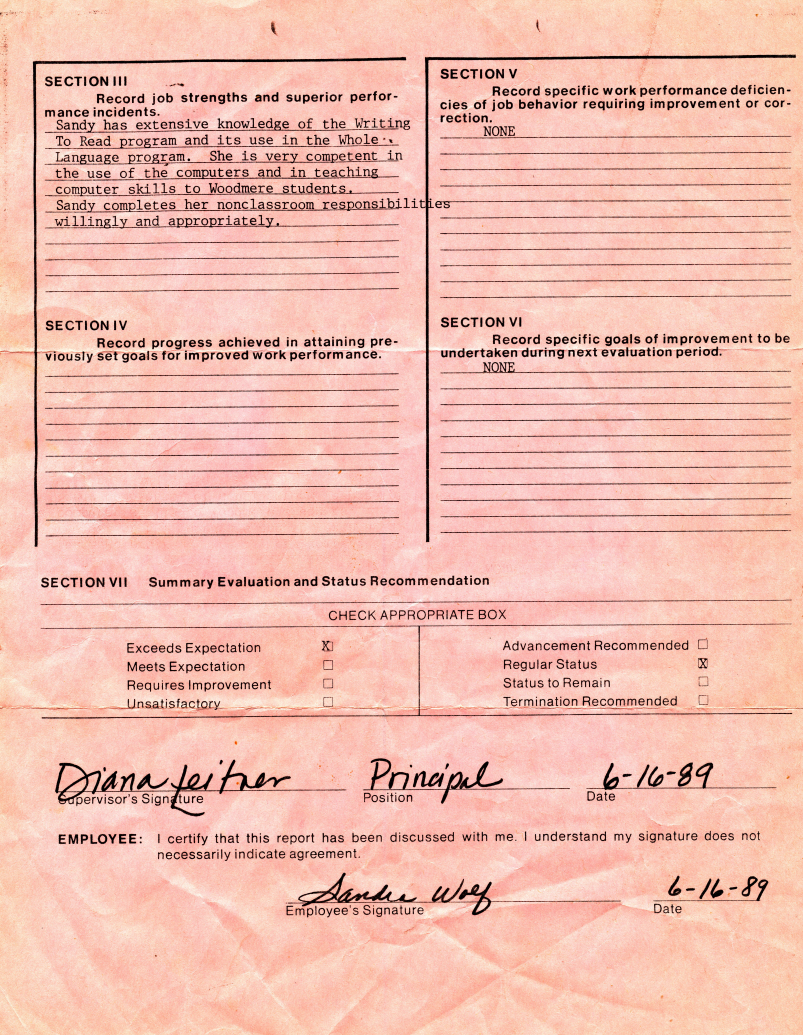 SECTION III
Record job strengths and superior perfor-
mance incidents.
Sandy has extensive knowledge of the Writing
To Read program and its use in the Whole
Language program. She is very competent in
the use of the computers and in teaching
computer skills to Woodmere students.
Sandy completes her nonclassroom responsibilities
willingly and appropriately.
SECTION IV
Record progress achieved in attaining pre-
viously set goals for improved work performance.
SECTION V
Record specific work performance deficien-
cies of job behavior requiring improvement or cor-
rection.
NONE
SECTION VI
Record specific goals of improvement to be
undertaken during next evaluation period.
NONE
SECTION VII Summary Evaluation and Status Recommendation
CHECK APPROPRIATE BOX
Exceeds Expectation X
Meets Expectation
Requires Improvement
Unsatisfactory
Advancement Recommended
Regular Status X
Status to Remain
Termination Recommended
Diana Leitner Principal 6-16-89
Supervisor's Signature Position Date
EMPLOYEE: I certify that this report has been discussed with me. I understand my signature does not
necessarily indicate agreement.
Sandra Wolf 6-16-89
Employee's Signature Date